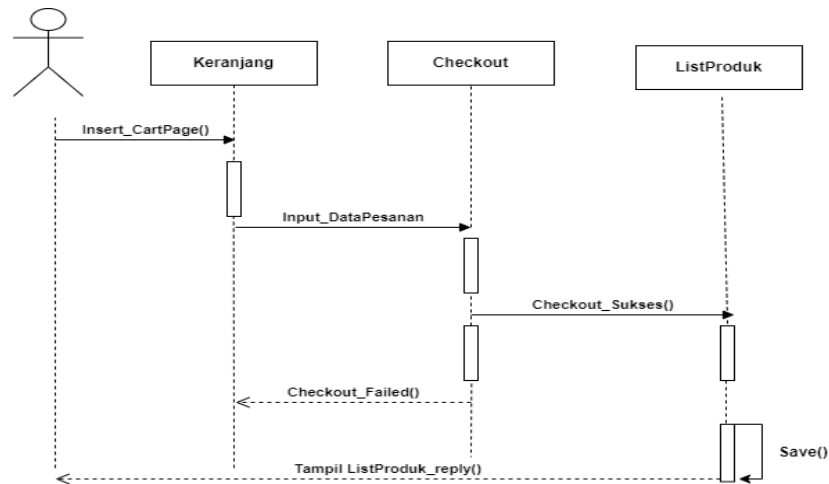 Keranjang
Checkout
ListProduk
Insert_CartPage()
Input_DataPesanan
Checkout_Sukses()
Checkout_Failed()
Save()
Tampil ListProduk_reply()